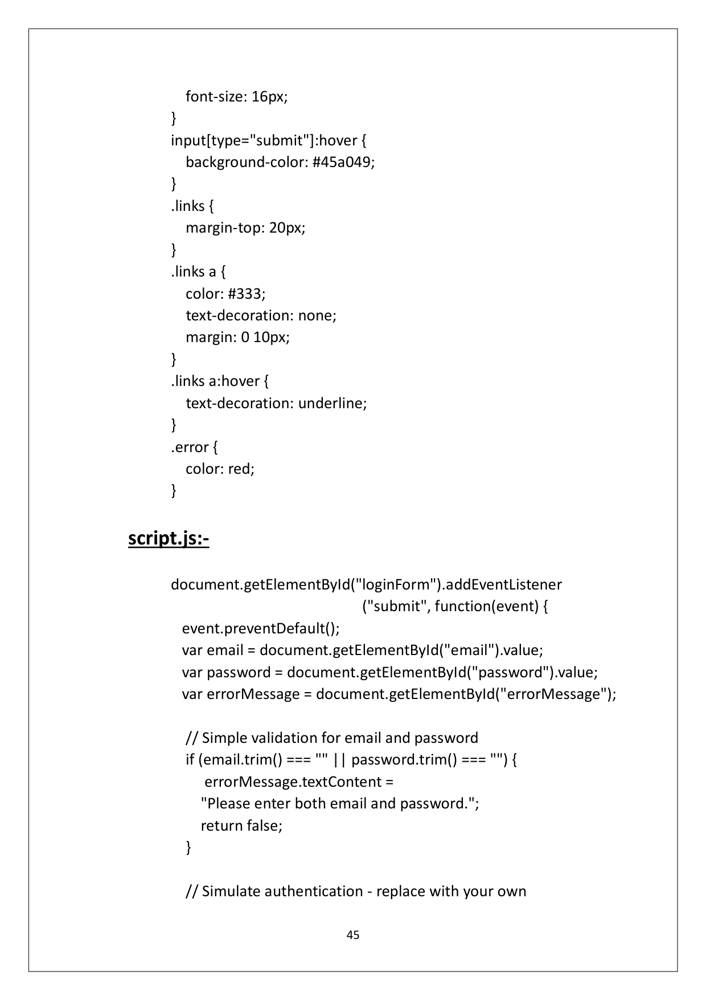 font-size: 16px;
}
input[type="submit"]:hover {
background-color: #45a049;
}
.links {
margin-top: 20px;
}
.links a {
color: #333;
text-decoration: none;
margin: 0 10px;
}
.links a:hover {
text-decoration: underline;
}
.error {
color: red;
}
script.js:-
document.getElementById("loginForm").addEventListener
("submit", function(event) {
event.preventDefault();
var email = document.getElementById("email").value;
var password = document.getElementById("password").value;
var errorMessage = document.getElementById("errorMessage");
// Simple validation for email and password
if (email.trim() === "" || password.trim() === "") {
errorMessage.textContent =
"Please enter both email and password.";
return false;
}
// Simulate authentication - replace with your own
45